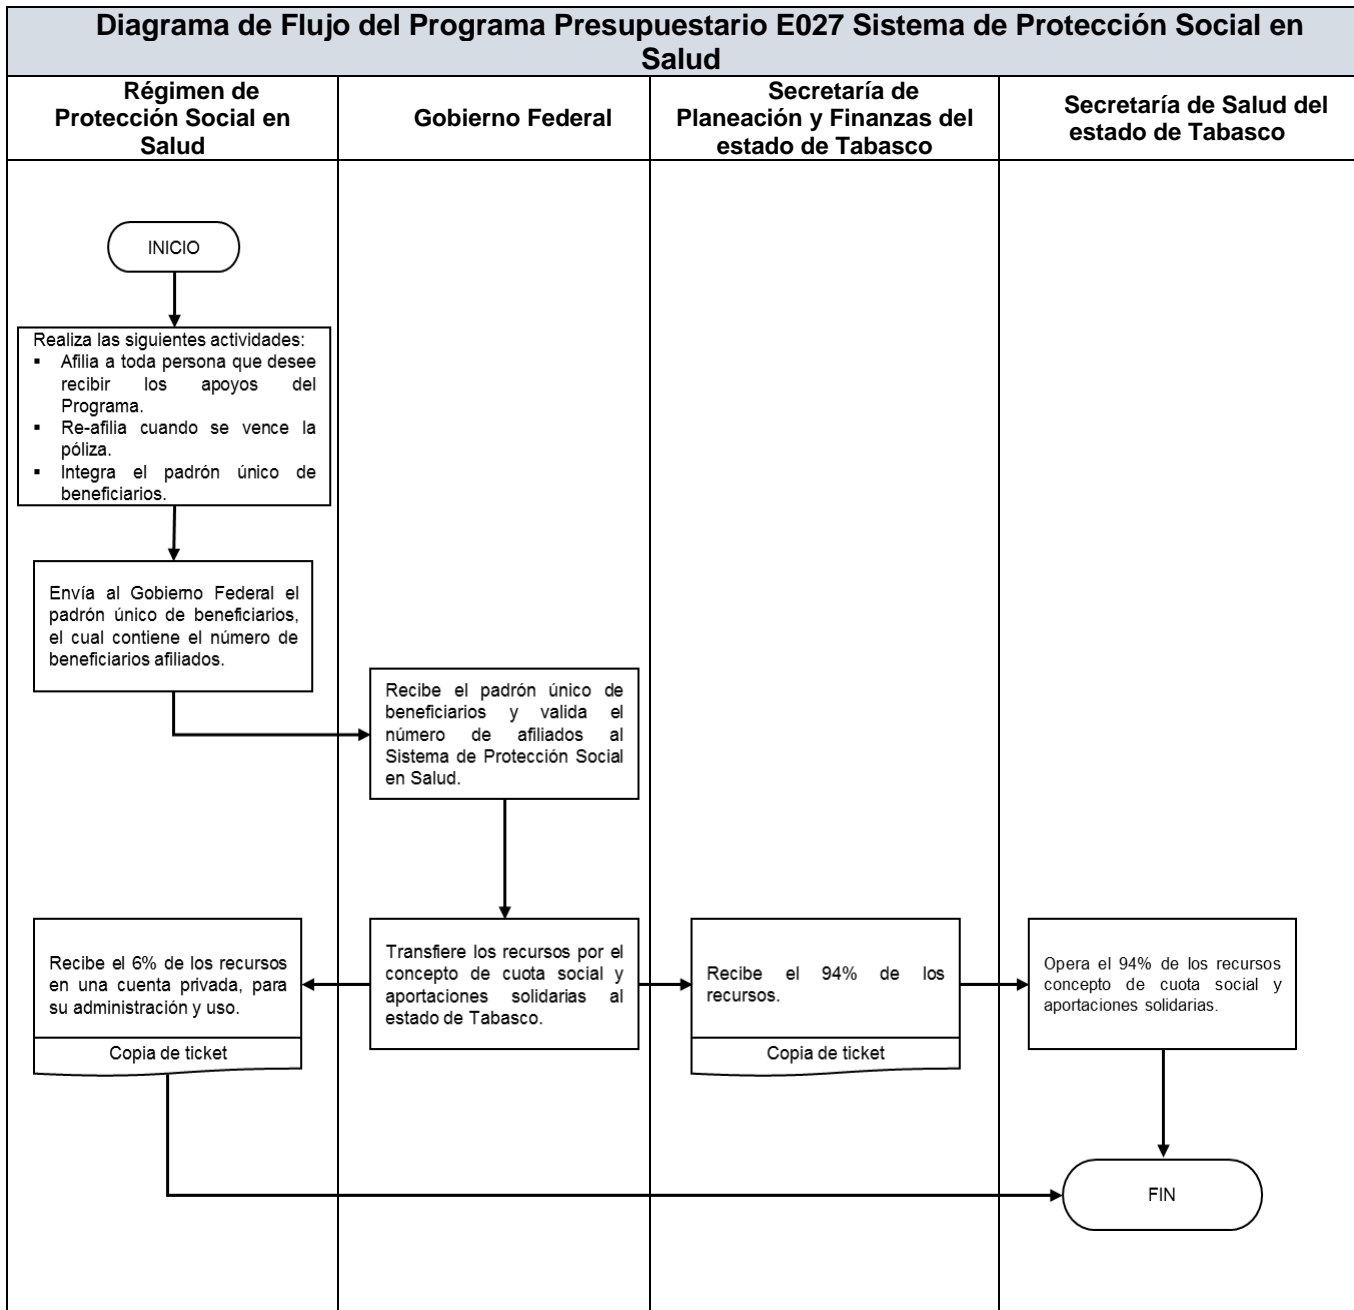 Diagrama de Flujo del Programa Presupuestario E027 Sistema de Protección Social en
Salud
Régimen de
Protección Social en
Salud
Gobierno Federal
Secretaría de
Planeación y Finanzas del
estado de Tabasco
Secretaría de Salud del
estado de Tabasco
INICIO
Realiza las siguientes actividades:
▪ Afilia a toda persona que desee
recibir los apoyos del
Programa.
▪ Re-afilia cuando se vence la
póliza.
▪ Integra el padrón único de
beneficiarios.
Envía al Gobierno Federal el
padrón único de beneficiarios,
el cual contiene el número de
beneficiarios afiliados.
Recibe el padrón único de
beneficiarios y valida el
número de afiliados al
Sistema de Protección Social
en Salud.
Recibe el 6% de los recursos
en una cuenta privada, para
su administración y uso.
Copia de ticket
Transfiere los recursos por el
concepto de cuota social y
aportaciones solidarias al
estado de Tabasco.
Recibe el 94% de los
recursos.
Copia de ticket
Opera el 94% de los recursos
concepto de cuota social y
aportaciones solidarias.
FIN